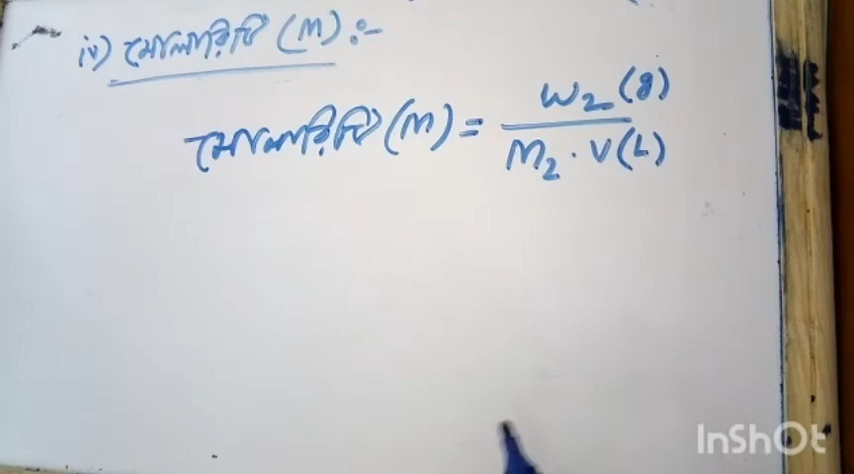 iv) মোলারিটি (M) :-
মোলারিটি (M) = W₂ (g) / M₂ · V(L)
InShOt